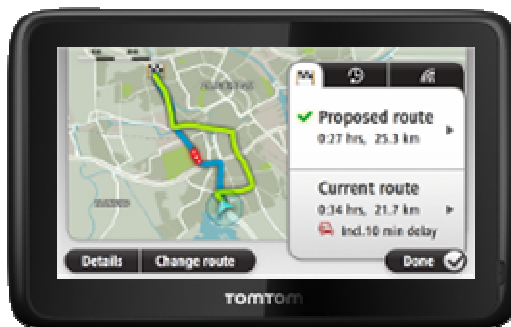 Proposed route
0:27 hrs, 25.3 km
Current route
0:34 hrs, 21.7 km
Incl.10 min delay
Details
Change route
Done
TOMTOM